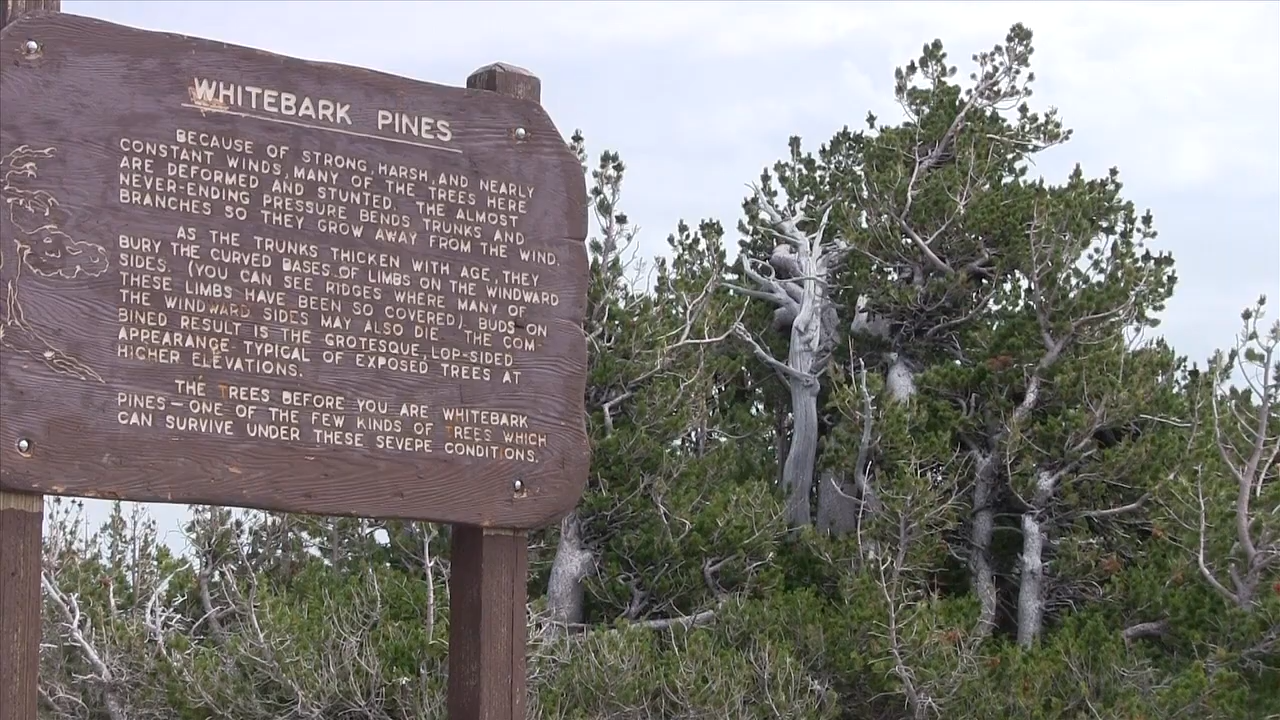 WHITEBARK PINES
BECAUSE OF STRONG, HARSH, AND NEARLY
CONSTANT WINDS, MANY OF THE TREES HERE
ARE DEFORMED AND STUNTED. THE ALMOST
NEVER-ENDING PRESSURE BENDS TRUNKS AND
BRANCHES SO THEY GROW AWAY FROM THE WIND.
AS THE TRUNKS THICKEN WITH AGE, THEY
BURY THE CURVED BASES OF LIMBS ON THE WINDWARD
SIDES. (YOU CAN SEE RIDGES WHERE MANY OF
THESE LIMBS HAVE BEEN SO COVERED). BUDS ON
THE WINDWARD SIDES MAY ALSO DIE. THE COM-
BINED RESULT IS THE GROTESQUE, LOP-SIDED
APPEARANCE TYPICAL OF EXPOSED TREES AT
HIGHER ELEVATIONS.
THE TREES BEFORE YOU ARE WHITEBARK
PINES — ONE OF THE FEW KINDS OF TREES WHICH
CAN SURVIVE UNDER THESE SEVERE CONDITIONS.